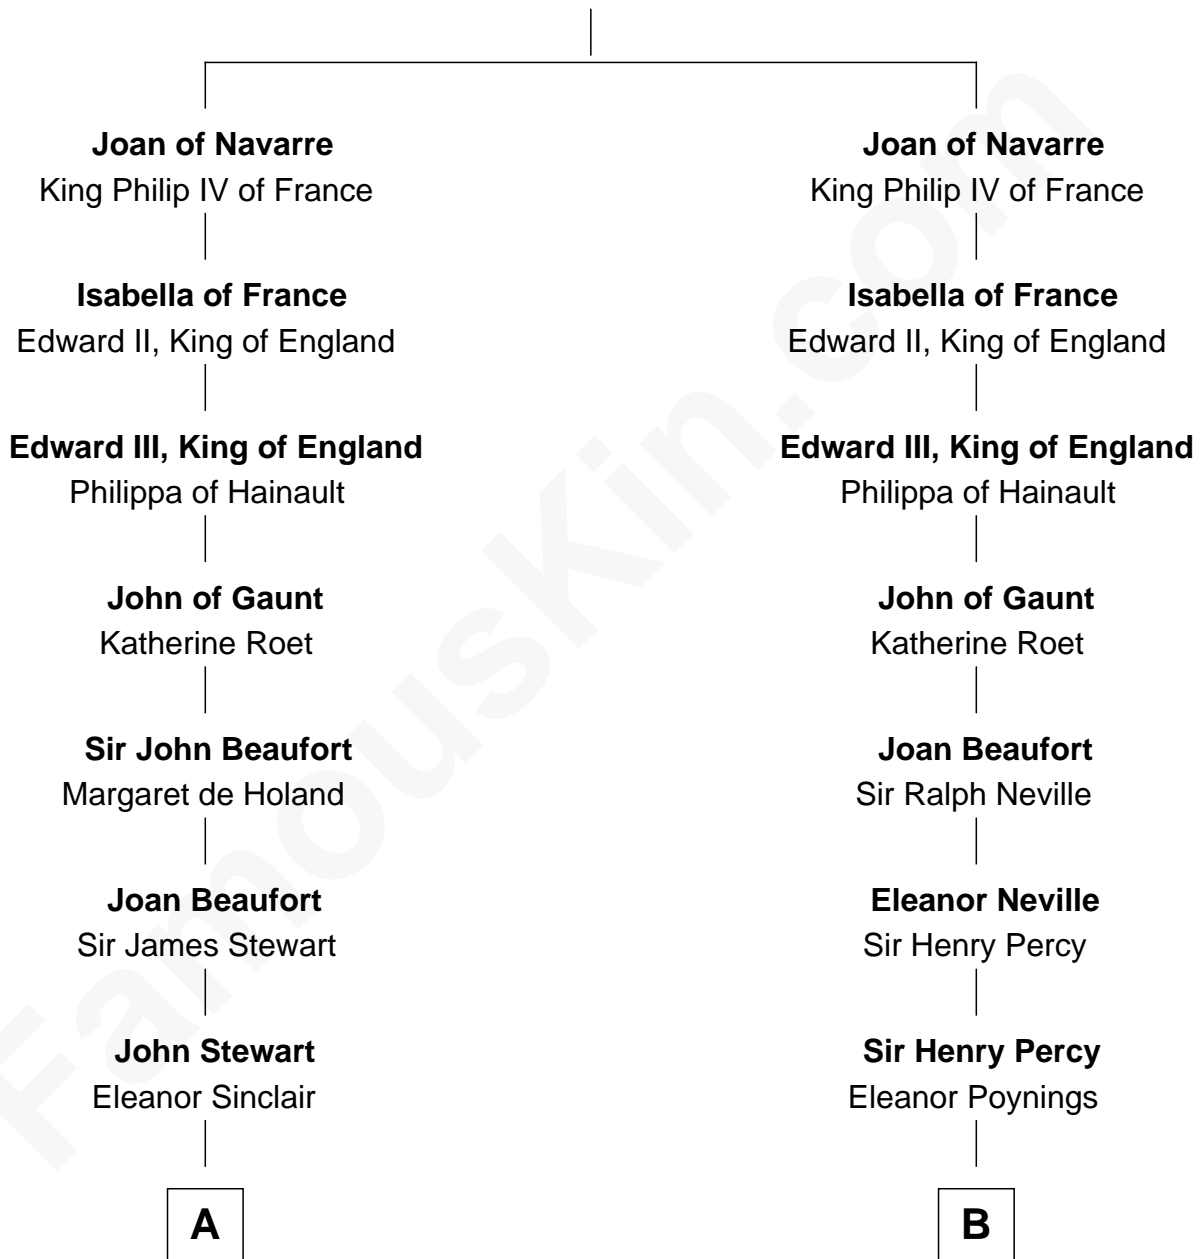 Joan of Navarre
King Philip IV of France
Isabella of France
Edward II, King of England
Edward III, King of England
Philippa of Hainault
John of Gaunt
Katherine Roet
Sir John Beaufort
Margaret de Holand
Joan Beaufort
Sir James Stewart
John Stewart
Eleanor Sinclair
A
Joan of Navarre
King Philip IV of France
Isabella of France
Edward II, King of England
Edward III, King of England
Philippa of Hainault
John of Gaunt
Katherine Roet
Joan Beaufort
Sir Ralph Neville
Eleanor Neville
Sir Henry Percy
Sir Henry Percy
Eleanor Poynings
B
FamousKin.com